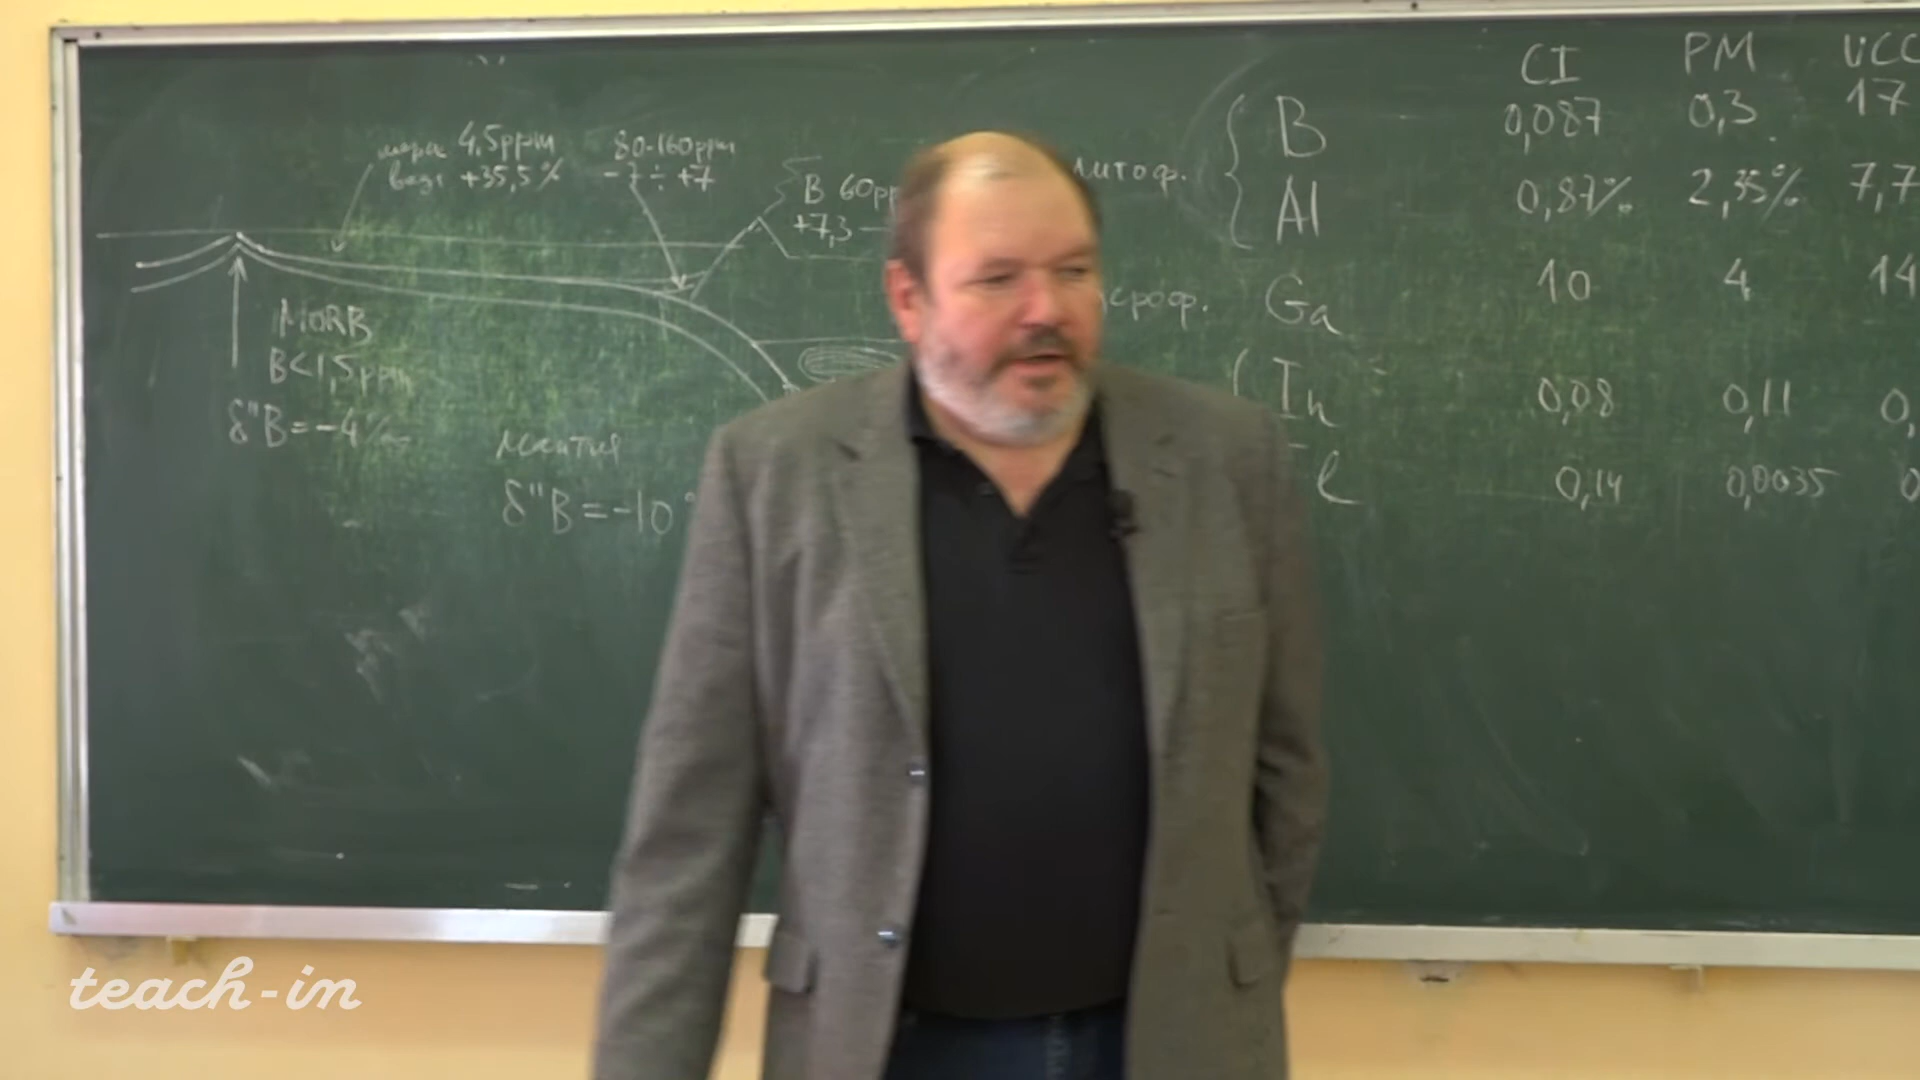 4,5ppm
+35,5‰
80-160ppm
-7 ÷ +7
B 60pp
+7,3 —
MORB
B<1,5ppm
δ¹¹B=-4‰
мантия
δ¹¹B=-10
литоф.
CI PM UCC
B 0,087 0,3 17
Al 0,87% 2,35% 7,7
Ga 10 4 14
In 0,08 0,11 0,
l 0,14 0,0035 0
teach-in